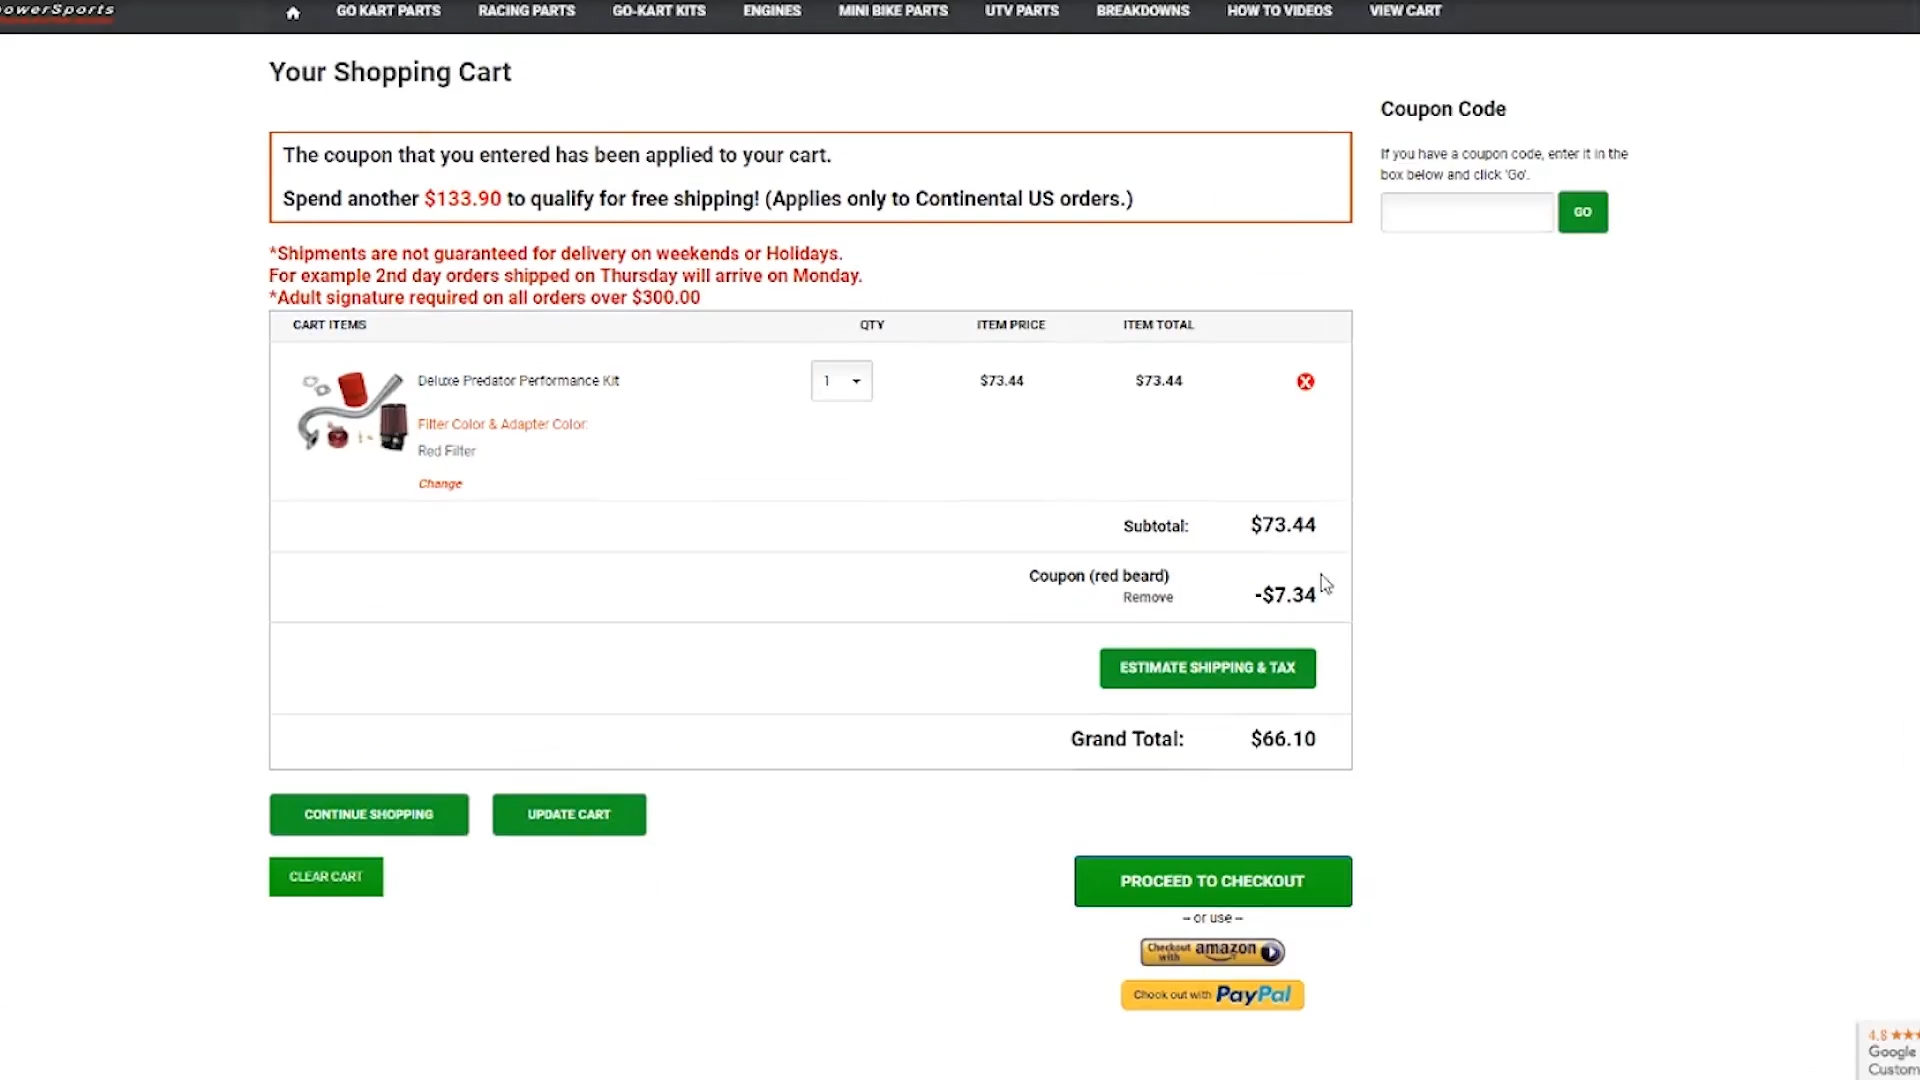 owerSports
GO KART PARTS RACING PARTS GO-KART KITS ENGINES MINI BIKE PARTS UTV PARTS BREAKDOWNS HOW TO VIDEOS VIEW CART
Your Shopping Cart
Coupon Code
If you have a coupon code, enter it in the
box below and click 'Go'.
GO
The coupon that you entered has been applied to your cart.
Spend another $133.90 to qualify for free shipping! (Applies only to Continental US orders.)
*Shipments are not guaranteed for delivery on weekends or Holidays.
For example 2nd day orders shipped on Thursday will arrive on Monday.
*Adult signature required on all orders over $300.00
CART ITEMS QTY ITEM PRICE ITEM TOTAL
Deluxe Predator Performance Kit 1 $73.44 $73.44
Filter Color & Adapter Color:
Red Filter
Change
Subtotal: $73.44
Coupon (red beard)
Remove -$7.34
ESTIMATE SHIPPING & TAX
Grand Total: $66.10
CONTINUE SHOPPING UPDATE CART
CLEAR CART
PROCEED TO CHECKOUT
-- or use --
Checkout with amazon
Check out with PayPal
4.8
Google
Custom